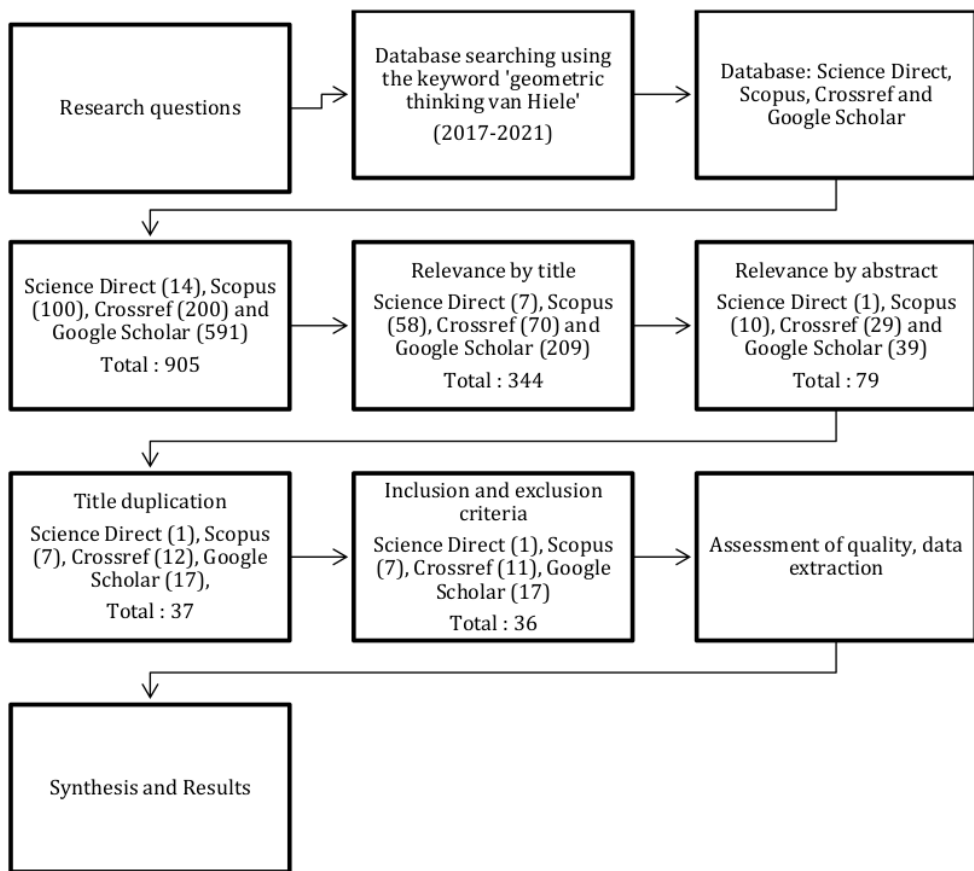 Research questions
Database searching using
the keyword 'geometric
thinking van Hiele'
(2017-2021)
Database: Science Direct,
Scopus, Crossref and
Google Scholar
Science Direct (14), Scopus
(100), Crossref (200) and
Google Scholar (591)
Total : 905
Relevance by title
Science Direct (7), Scopus
(58), Crossref (70) and
Google Scholar (209)
Total : 344
Relevance by abstract
Science Direct (1), Scopus
(10), Crossref (29) and
Google Scholar (39)
Total : 79
Title duplication
Science Direct (1), Scopus
(7), Crossref (12), Google
Scholar (17),
Total : 37
Inclusion and exclusion
criteria
Science Direct (1), Scopus
(7), Crossref (11), Google
Scholar (17)
Total : 36
Assessment of quality, data
extraction
Synthesis and Results